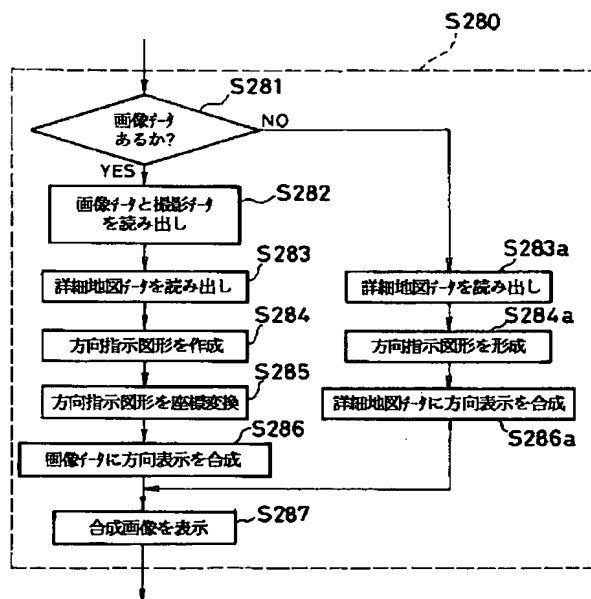 S280
S281
画像データ
あるか?
NO
YES
S282
画像データと撮影データ
を読み出し
S283
詳細地図データを読み出し
S283a
詳細地図データを読み出し
S284
方向指示図形を作成
S284a
方向指示図形を形成
S285
方向指示図形を座標変換
詳細地図データに方向表示を合成
S286
S286a
画像データに方向表示を合成
S287
合成画像を表示